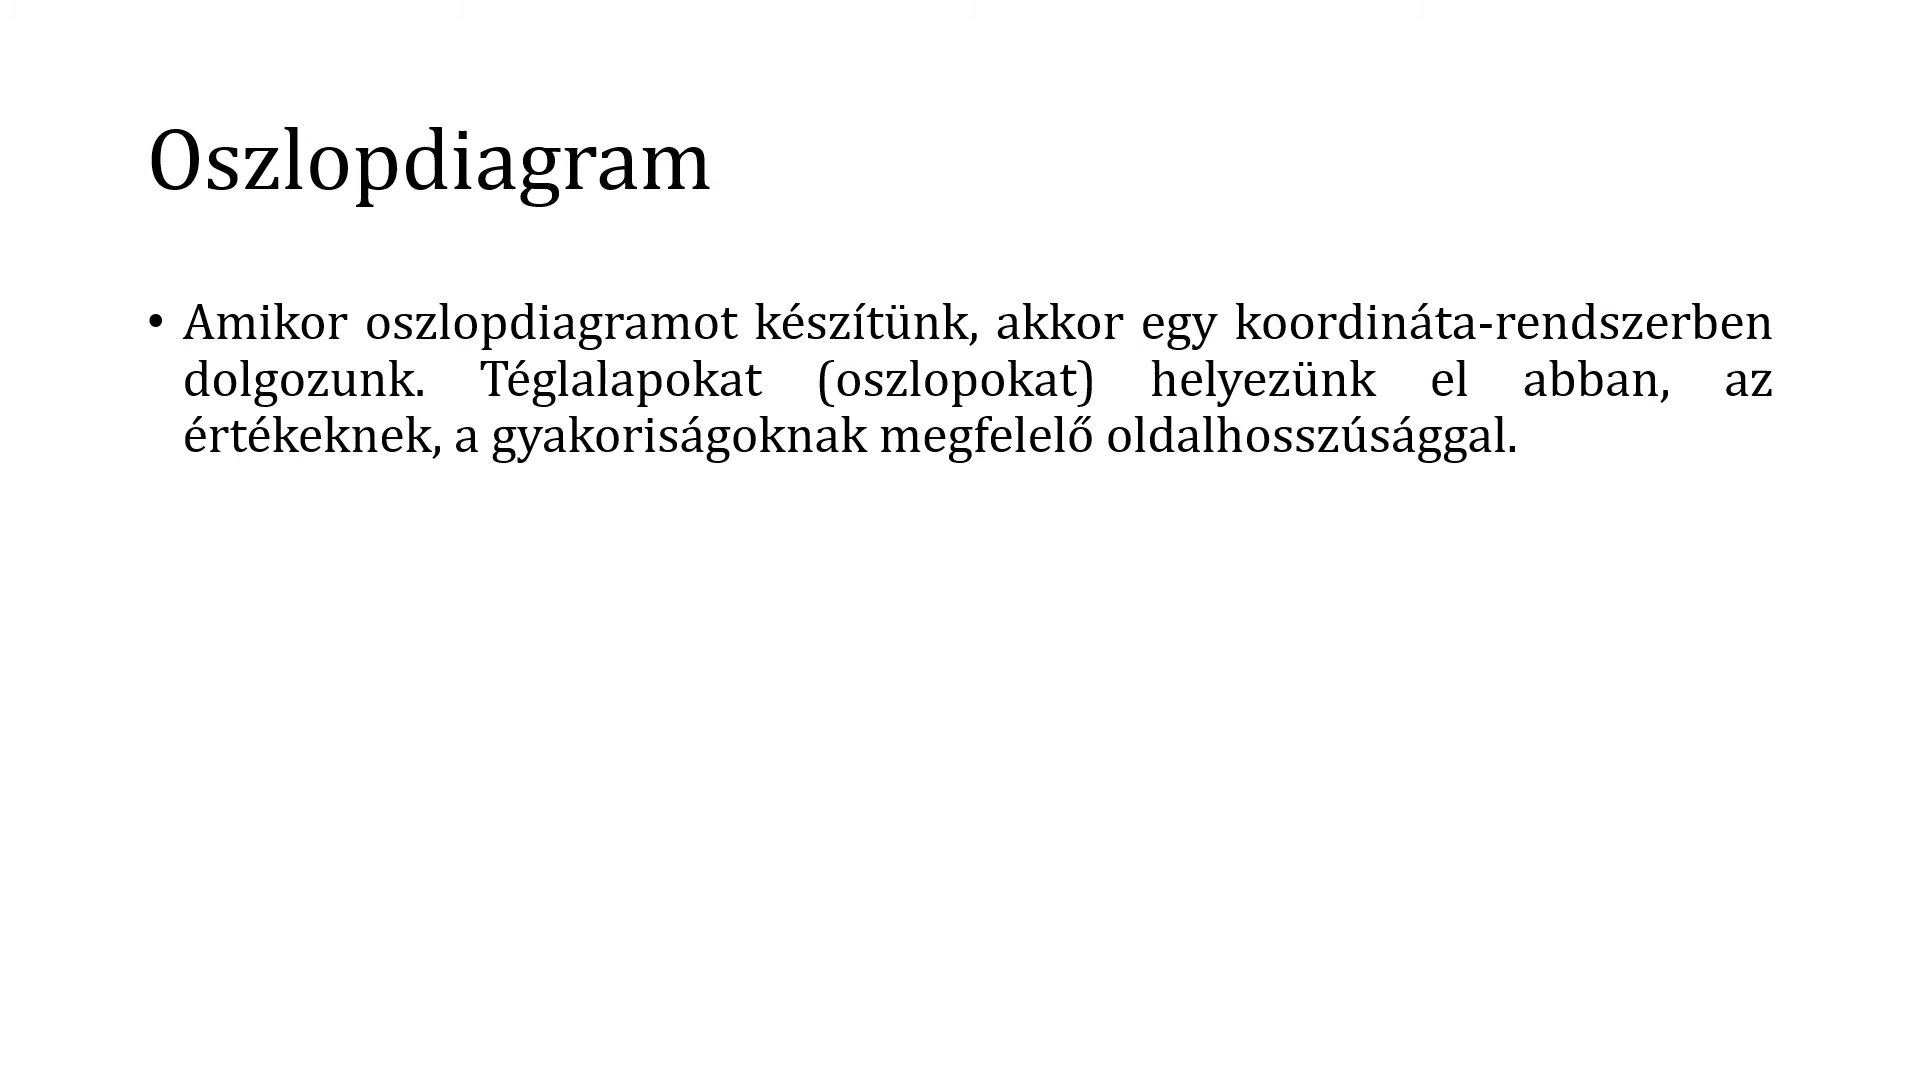 Oszlopdiagram
• Amikor oszlopdiagramot készítünk, akkor egy koordináta-rendszerben
dolgozunk. Téglalapokat (oszlopokat) helyezünk el abban, az
értékeknek, a gyakoriságoknak megfelelő oldalhosszúsággal.